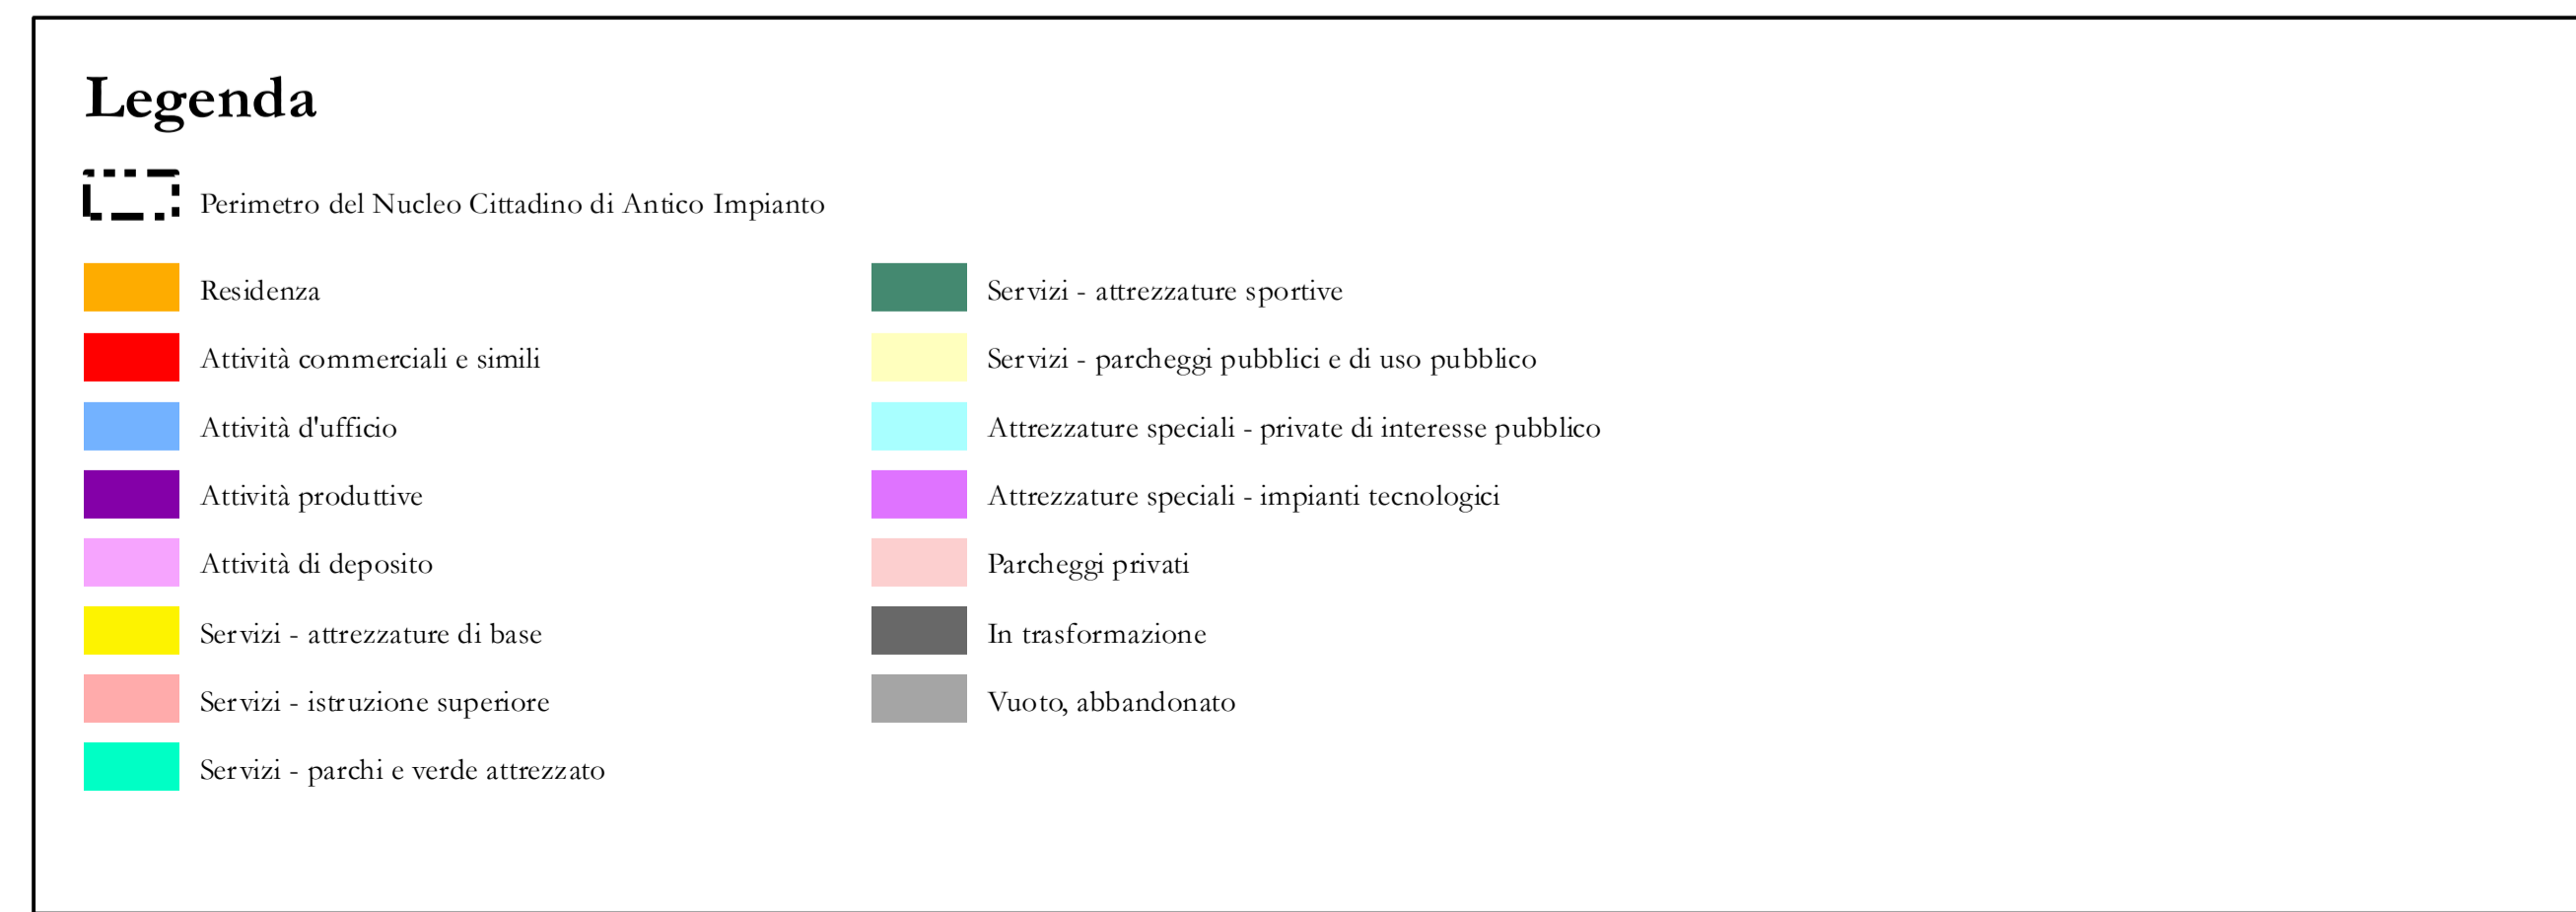 Legenda
Perimetro del Nucleo Cittadino di Antico Impianto
Residenza
Attività commerciali e simili
Attività d'ufficio
Attività produttive
Attività di deposito
Servizi - attrezzature di base
Servizi - istruzione superiore
Servizi - parchi e verde attrezzato
Servizi - attrezzature sportive
Servizi - parcheggi pubblici e di uso pubblico
Attrezzature speciali - private di interesse pubblico
Attrezzature speciali - impianti tecnologici
Parcheggi privati
In trasformazione
Vuoto, abbandonato